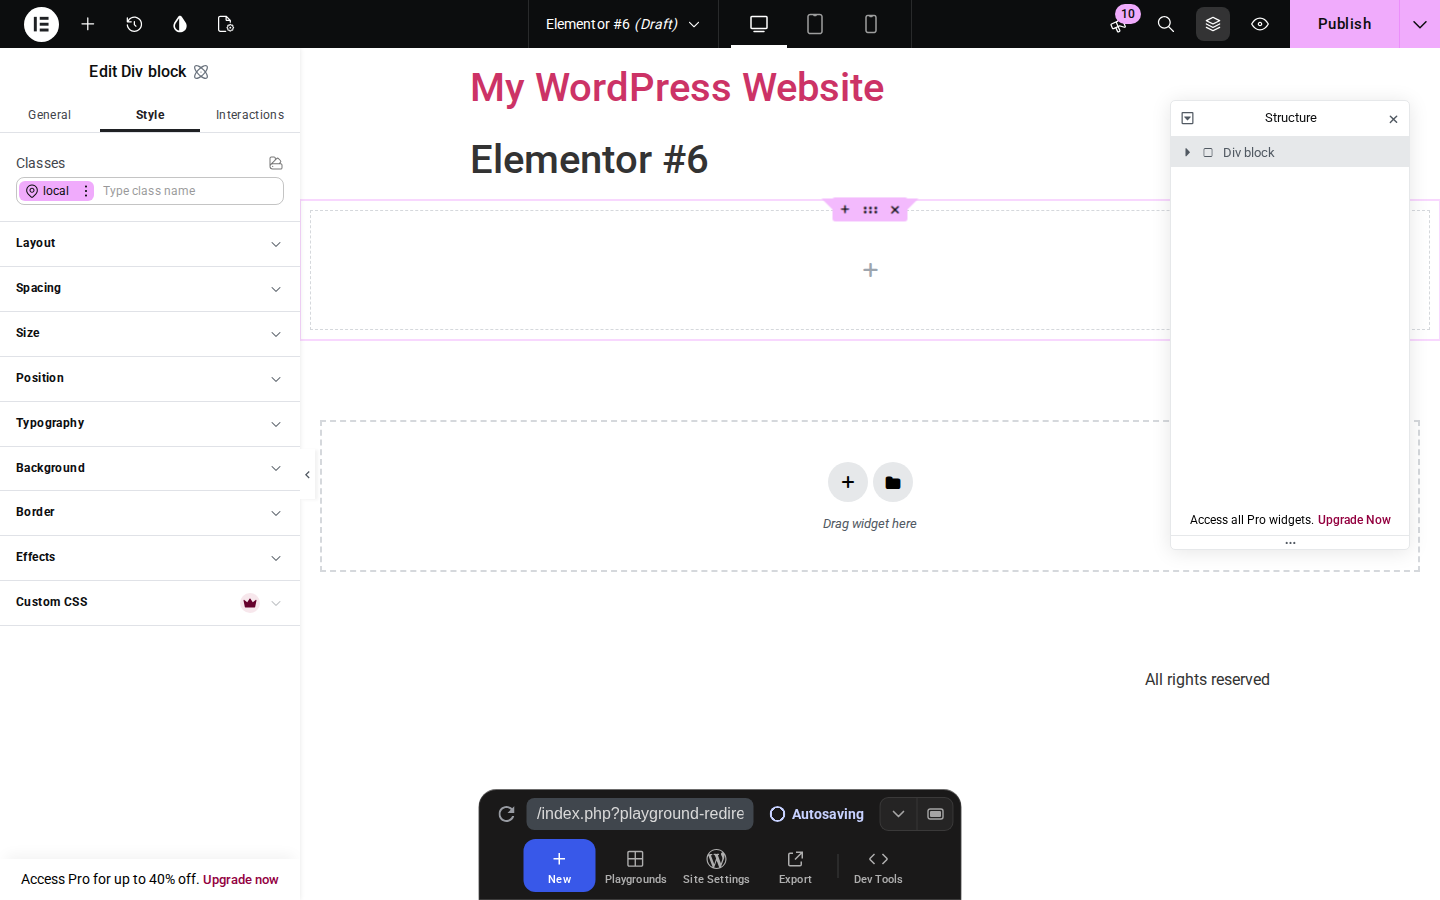 Elementor #6 (Draft)
10
Publish
Edit Div block
General
Style
Interactions
Classes
local
Type class name
Layout
Spacing
Size
Position
Typography
Background
Border
Effects
Custom CSS
Access Pro for up to 40% off. Upgrade now
My WordPress Website
Elementor #6
Drag widget here
All rights reserved
Structure
Div block
Access all Pro widgets. Upgrade Now
/index.php?playground-redire
Autosaving
New
Playgrounds
Site Settings
Export
Dev Tools